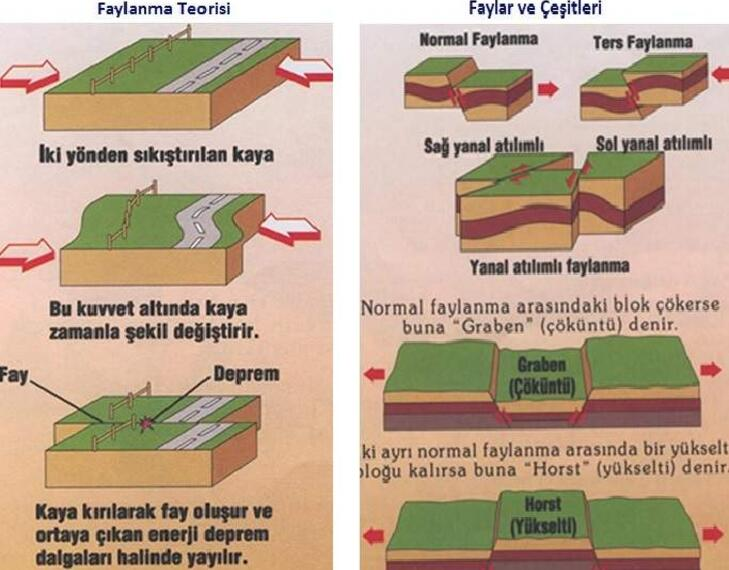 Faylanma Teorisi
İki yönden sıkıştırılan kaya
Bu kuvvet altında kaya
zamanla şekil değiştirir.
Fay
Deprem
Kaya kırılarak fay oluşur ve
ortaya çıkan enerji deprem
dalgaları halinde yayılır.
Faylar ve Çeşitleri
Normal Faylanma
Ters Faylanma
Sağ yanal atılımlı
Sol yanal atılımlı
Yanal atılımlı faylanma
Normal faylanma arasındaki blok çökerse
buna "Graben" (çöküntü) denir.
Graben
(Çöküntü)
ki ayrı normal faylanma arasında bir yükselt
oloğu kalırsa buna "Horst" (yükselti) denir.
Horst
(Yükselti)